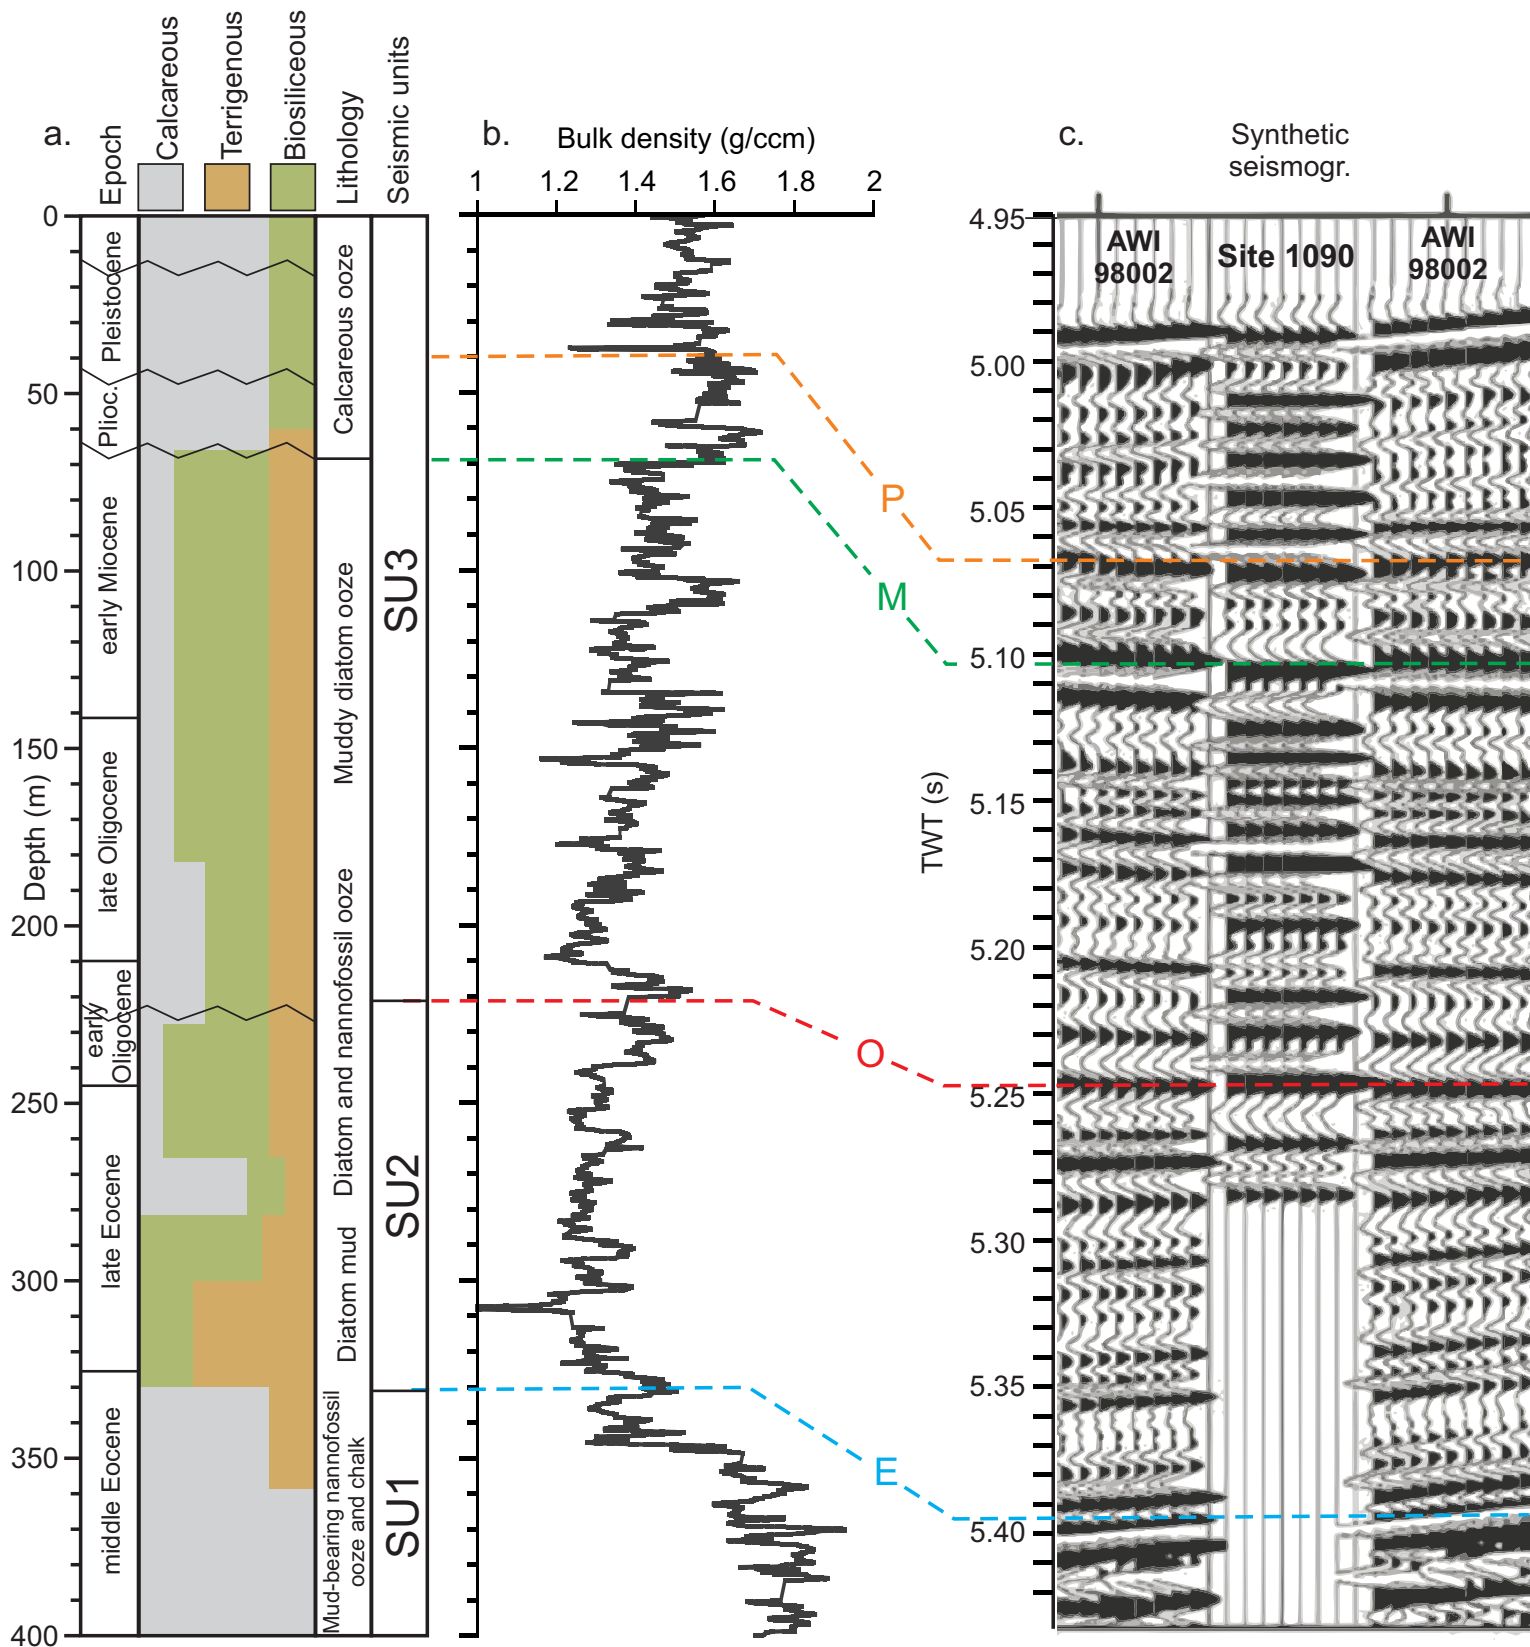 a.
Epoch
Calcareous
Terrigenous
Biosiliceous
Lithology
Seismic units
b.
Bulk density (g/ccm)
1
1.2
1.4
1.6
1.8
2
c.
Synthetic
seismogr.
AWI
98002
Site 1090
AWI
98002
Depth (m)
0
50
100
150
200
250
300
350
400
Pleistocene
Plioc.
early Miocene
late Oligocene
early
Oligocene
late Eocene
middle Eocene
Calcareous ooze
Muddy diatom ooze
Diatom and nannofossil ooze
Diatom mud
Mud-bearing nannofossil
ooze and chalk
SU3
SU2
SU1
P
M
O
E
TWT (s)
4.95
5.00
5.05
5.10
5.15
5.20
5.25
5.30
5.35
5.40